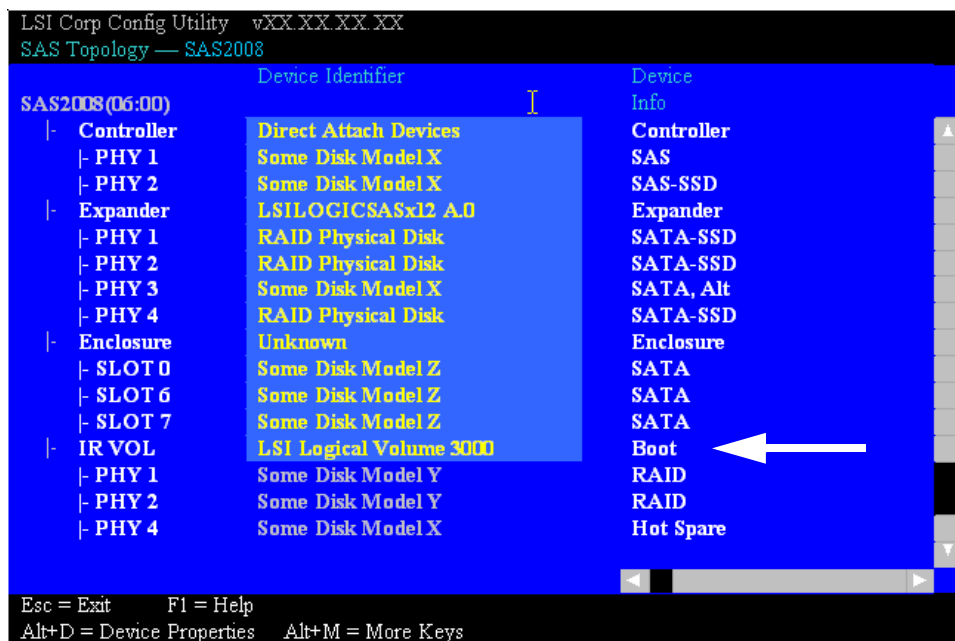 LSI Corp Config Utility vXX.XX.XX.XX
SAS Topology — SAS2008
Device Identifier Device
SAS2008(06:00) Info
|- Controller Direct Attach Devices Controller
|- PHY 1 Some Disk Model X SAS
|- PHY 2 Some Disk Model X SAS-SSD
|- Expander LSILOGICSASx12 A.0 Expander
|- PHY 1 RAID Physical Disk SATA-SSD
|- PHY 2 RAID Physical Disk SATA-SSD
|- PHY 3 Some Disk Model X SATA, Alt
|- PHY 4 RAID Physical Disk SATA-SSD
|- Enclosure Unknown Enclosure
|- SLOT 0 Some Disk Model Z SATA
|- SLOT 6 Some Disk Model Z SATA
|- SLOT 7 Some Disk Model Z SATA
|- IR VOL LSI Logical Volume 3000 Boot
|- PHY 1 Some Disk Model Y RAID
|- PHY 2 Some Disk Model Y RAID
|- PHY 4 Some Disk Model X Hot Spare
Esc = Exit F1 = Help
Alt+D = Device Properties Alt+M = More Keys